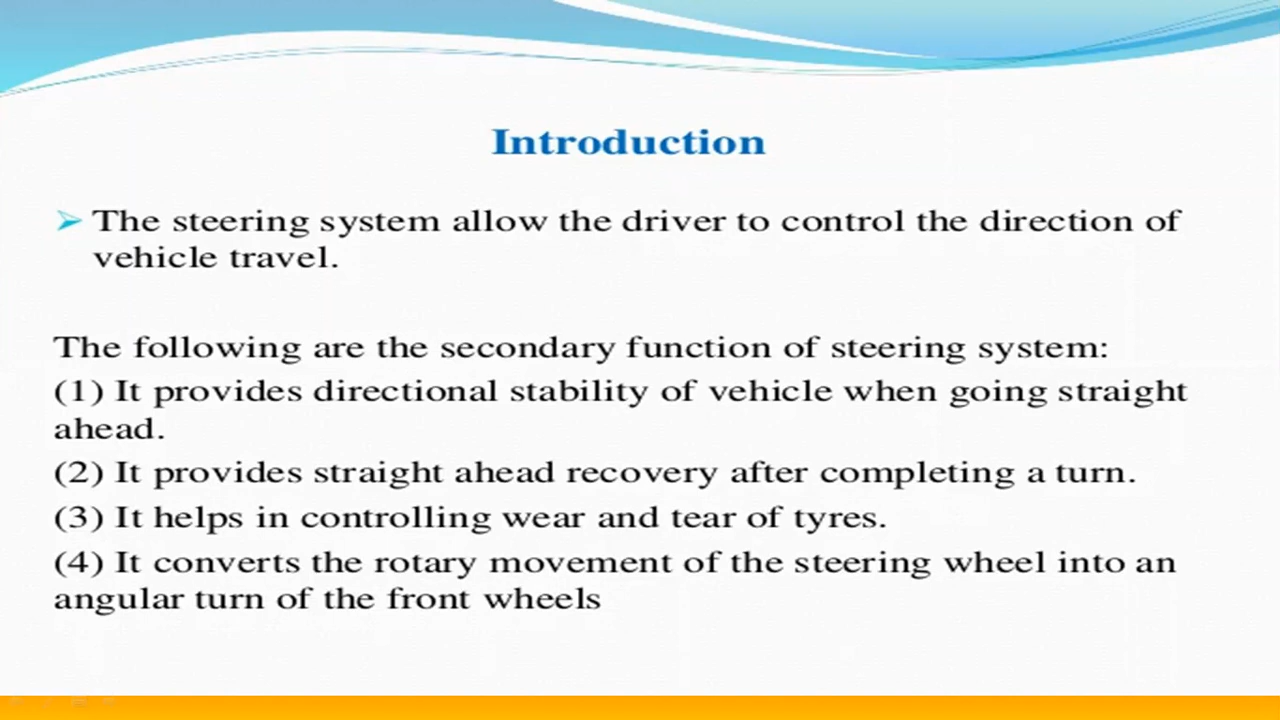 Introduction
➢ The steering system allow the driver to control the direction of
vehicle travel.
The following are the secondary function of steering system:
(1) It provides directional stability of vehicle when going straight
ahead.
(2) It provides straight ahead recovery after completing a turn.
(3) It helps in controlling wear and tear of tyres.
(4) It converts the rotary movement of the steering wheel into an
angular turn of the front wheels